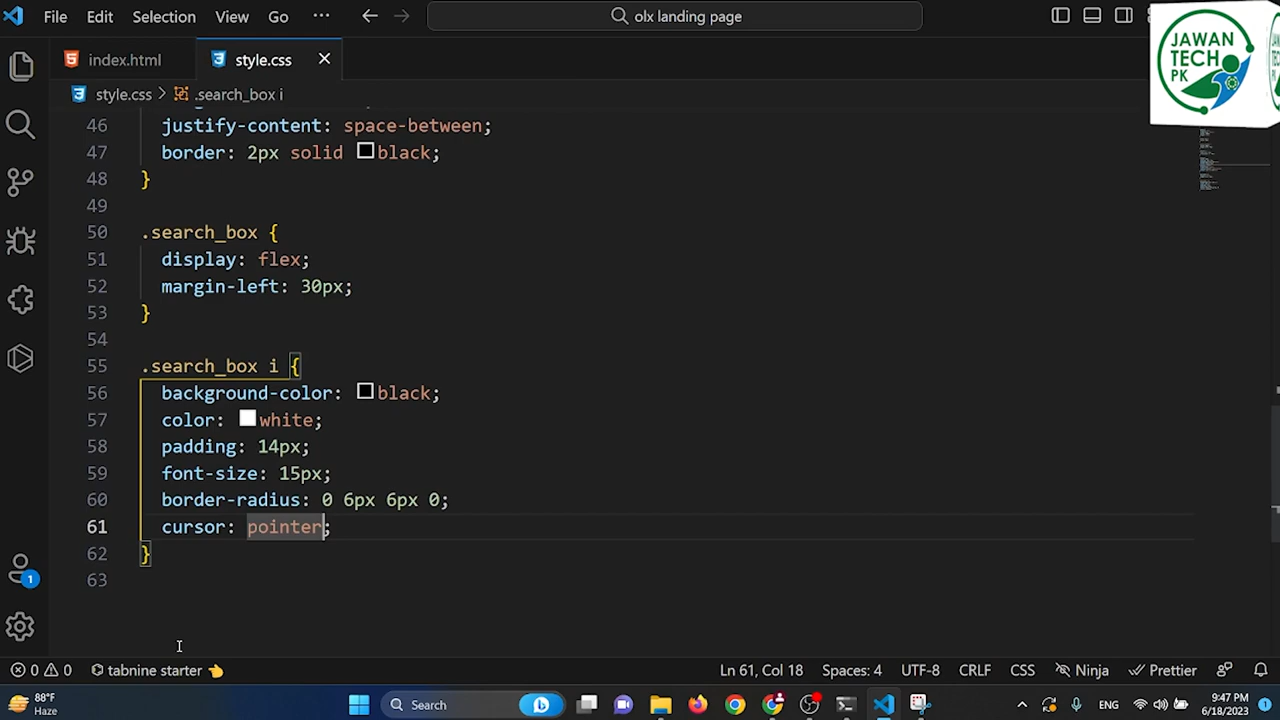 File Edit Selection View Go ··· olx landing page
JAWAN
TECH
PK
index.html style.css
style.css > .search_box i
46 justify-content: space-between;
47 border: 2px solid black;
48 }
49
50 .search_box {
51 display: flex;
52 margin-left: 30px;
53 }
54
55 .search_box i {
56 background-color: black;
57 color: white;
58 padding: 14px;
59 font-size: 15px;
60 border-radius: 0 6px 6px 0;
61 cursor: pointer;
62 }
63
1
0 0 tabnine starter Ln 61, Col 18 Spaces: 4 UTF-8 CRLF CSS Ninja Prettier
88°F
Haze
Search
ENG
9:47 PM
6/18/2023
1